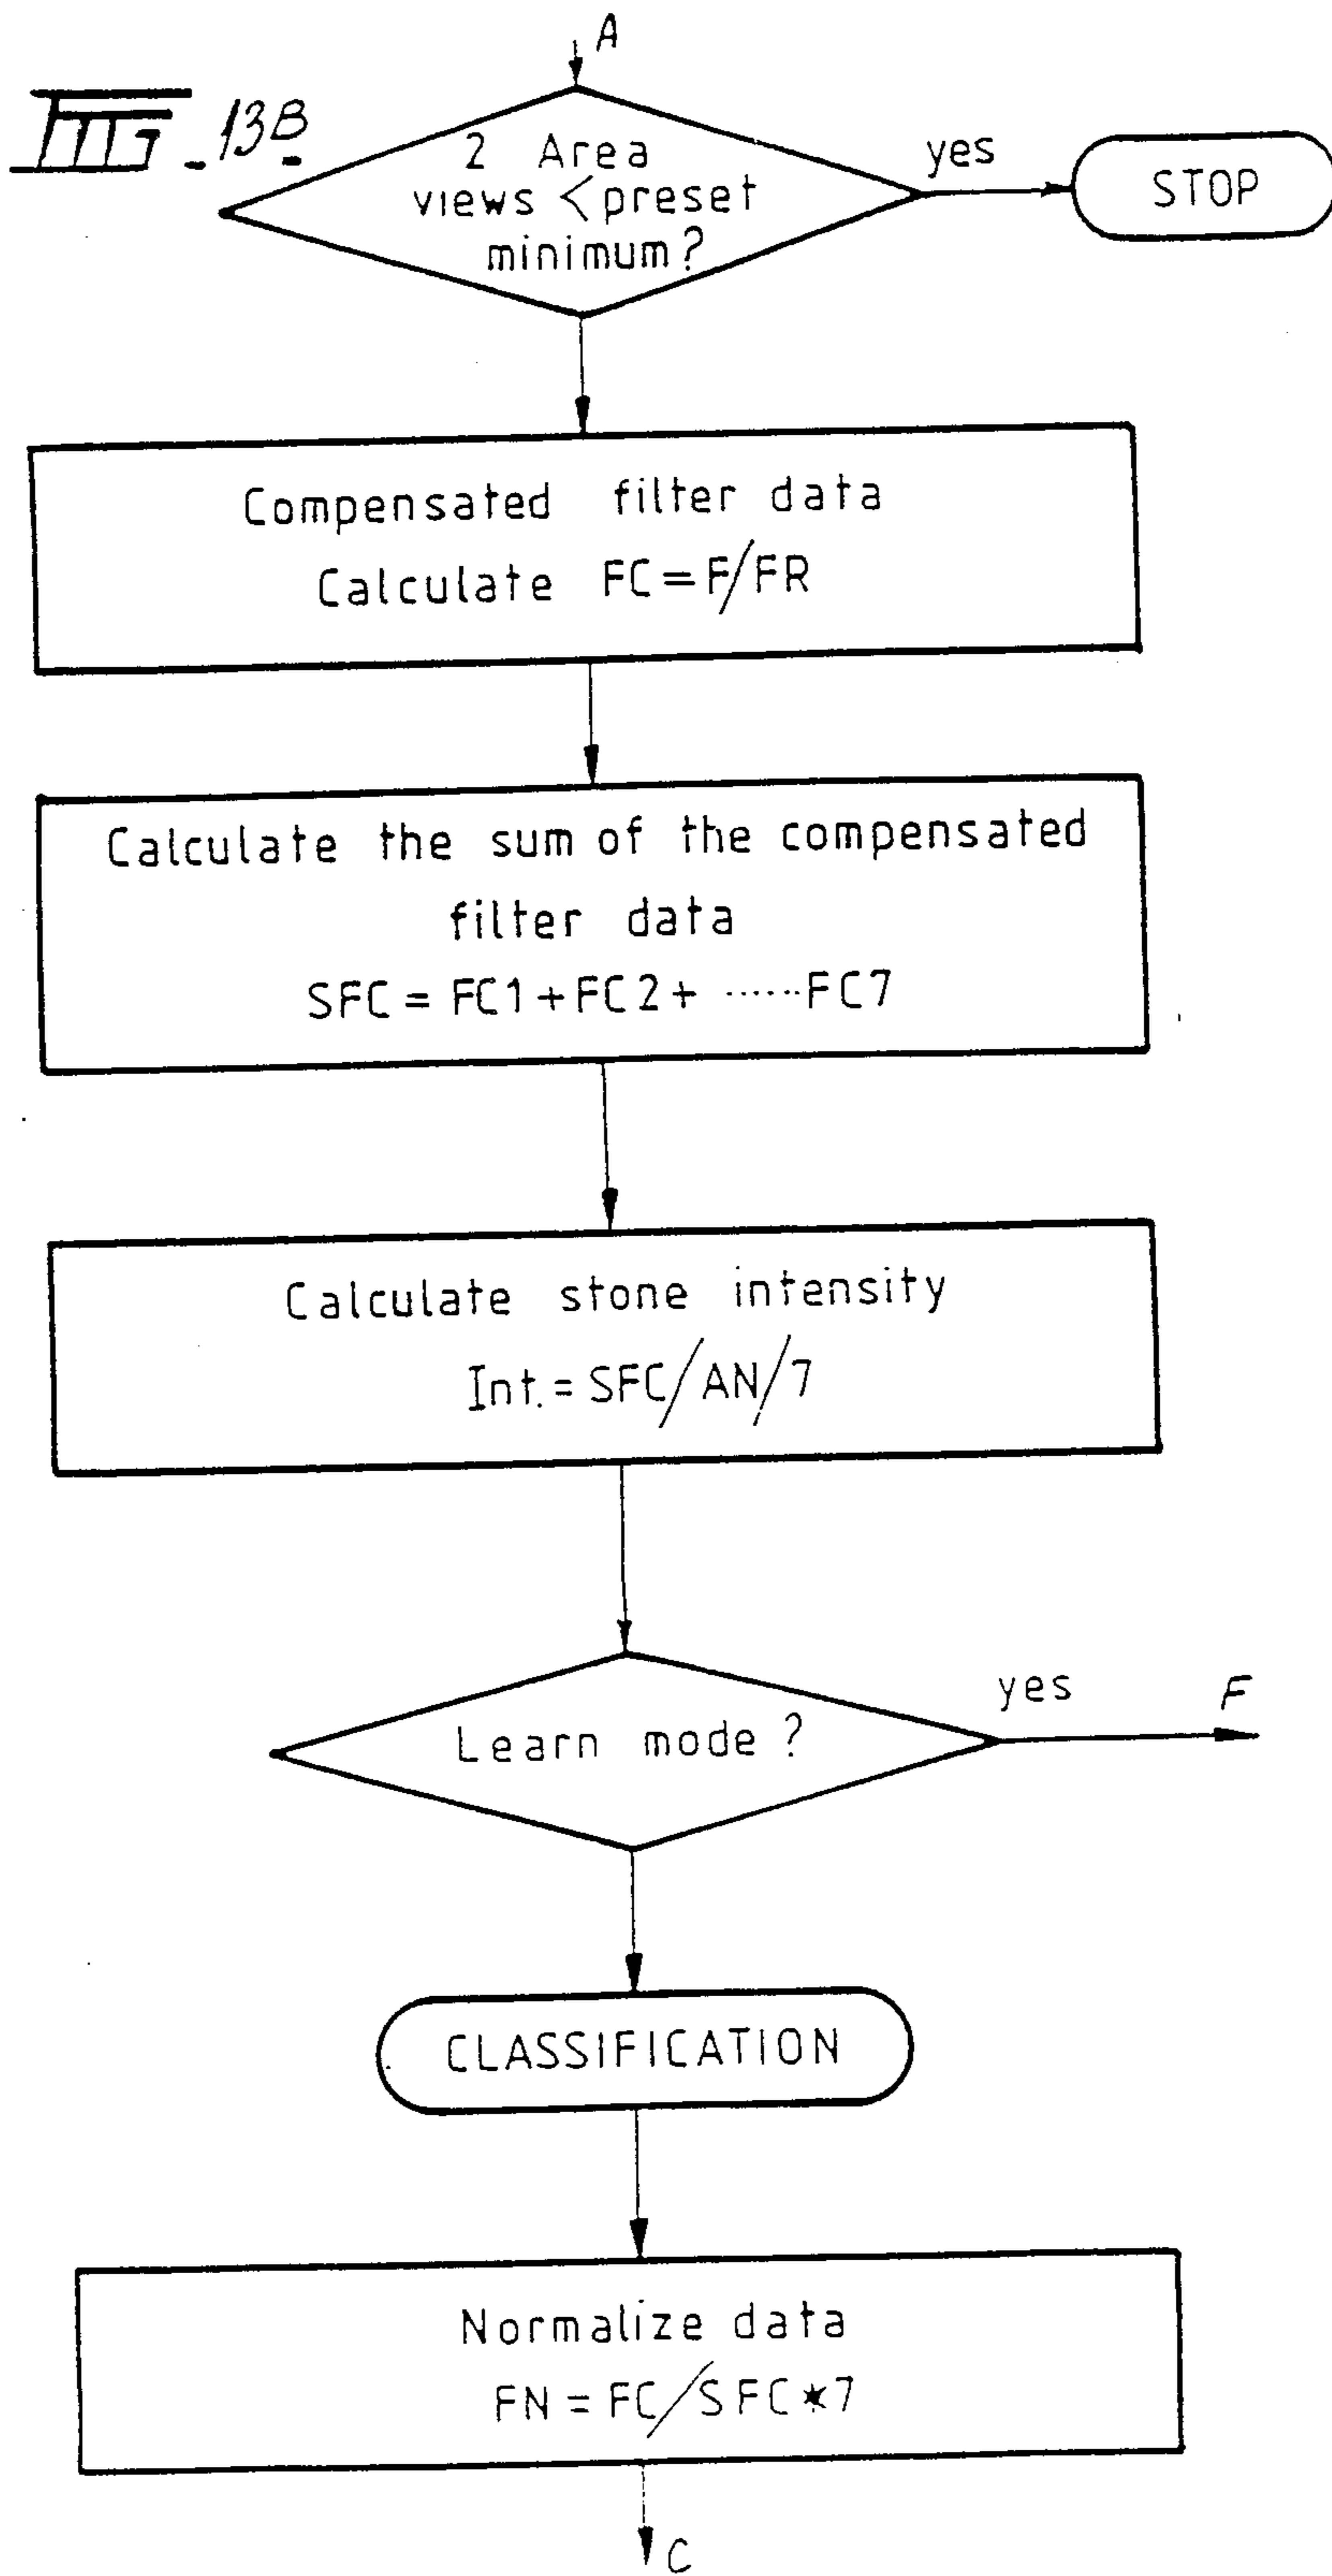 A
FIG_13B
2 Area
views < preset
minimum?
yes
STOP
Compensated filter data
Calculate FC=F/FR
Calculate the sum of the compensated
filter data
SFC = FC1+FC2+ ......FC7
Calculate stone intensity
Int.=SFC/AN/7
Learn mode ?
yes
F
CLASSIFICATION
Normalize data
FN = FC/SFC*7
C